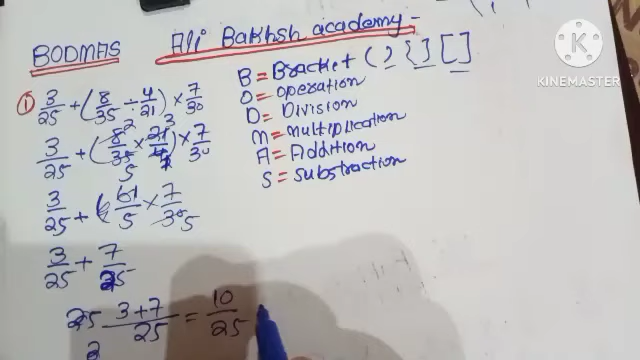 BODMAS
Ali Bakhsh academy
KINEMASTER
① 3/25 + (8/35 ÷ 4/21) × 7/30
3/25 + (8/35 × 21/4) × 7/30
3/25 + 6/5 × 7/30
3/25 + 7/25
3+7/25 = 10/25
B = Bracket ( ) { } [ ]
O = operation
D = Division
M = multiplication
A = Addition
S = Substraction